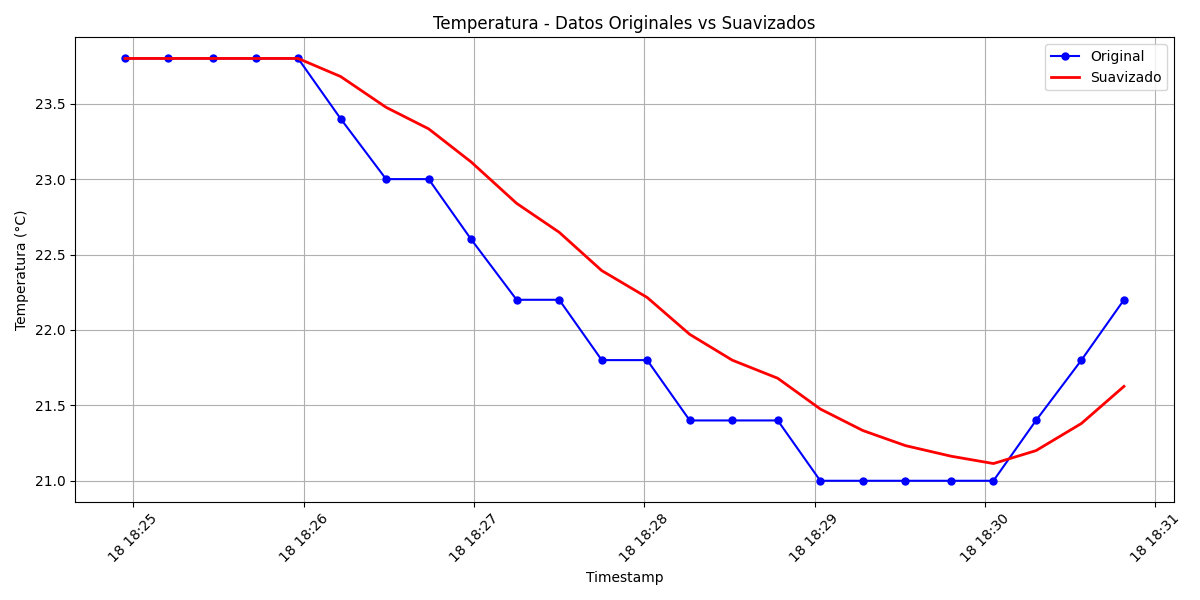 Temperatura - Datos Originales vs Suavizados
Original
Suavizado
Temperatura (°C)
23.5
23.0
22.5
22.0
21.5
21.0
18 18:25
18 18:26
18 18:27
18 18:28
18 18:29
18 18:30
18 18:31
Timestamp